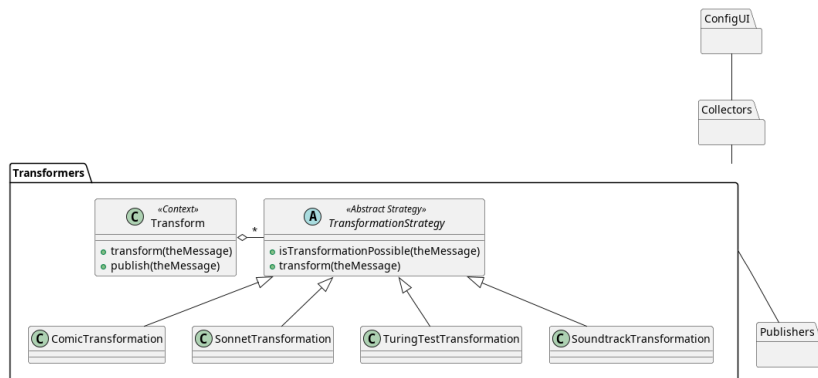 ConfigUI
Collectors
Transformers
C
«Context»
Transform
transform(theMessage)
publish(theMessage)
*
A
«Abstract Strategy»
TransformationStrategy
isTransformationPossible(theMessage)
transform(theMessage)
C ComicTransformation
C SonnetTransformation
C TuringTestTransformation
C SoundtrackTransformation
Publishers